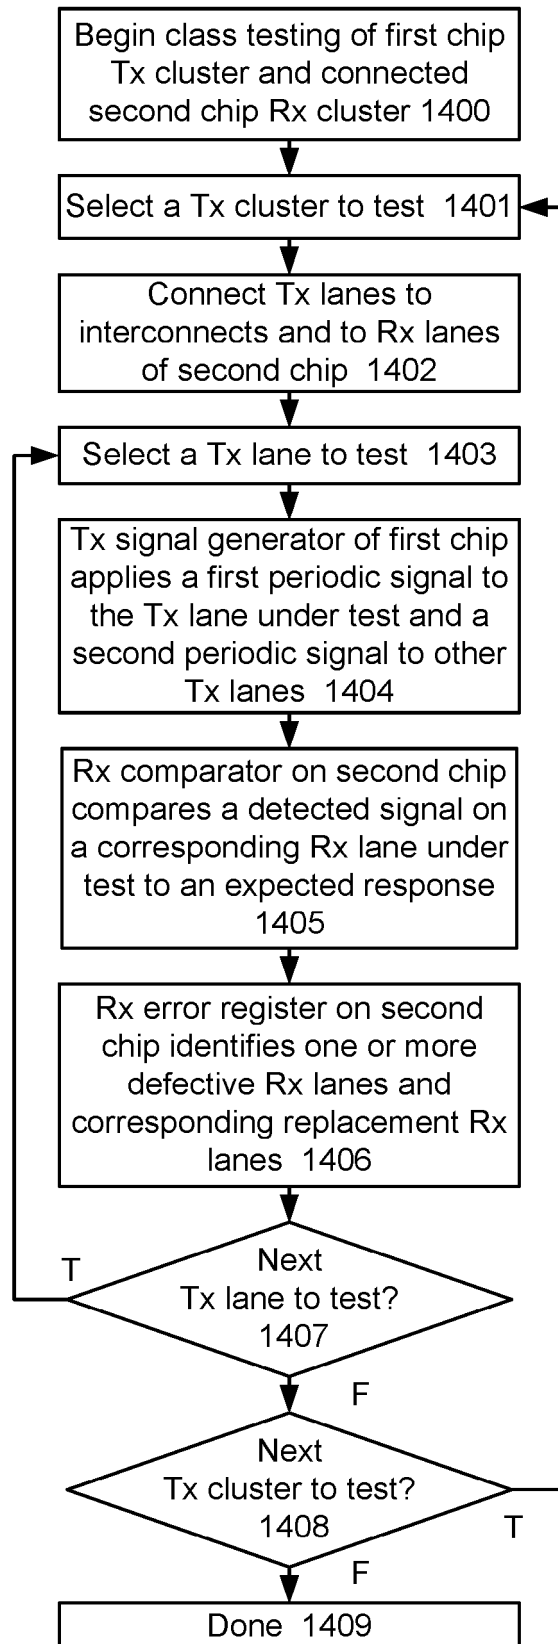 Begin class testing of first chip
Tx cluster and connected
second chip Rx cluster 1400
Select a Tx cluster to test 1401
Connect Tx lanes to
interconnects and to Rx lanes
of second chip 1402
Select a Tx lane to test 1403
Tx signal generator of first chip
applies a first periodic signal to
the Tx lane under test and a
second periodic signal to other
Tx lanes 1404
Rx comparator on second chip
compares a detected signal on
a corresponding Rx lane under
test to an expected response
1405
Rx error register on second
chip identifies one or more
defective Rx lanes and
corresponding replacement Rx
lanes 1406
T
Next
Tx lane to test?
1407
F
Next
Tx cluster to test?
1408
T
F
Done 1409